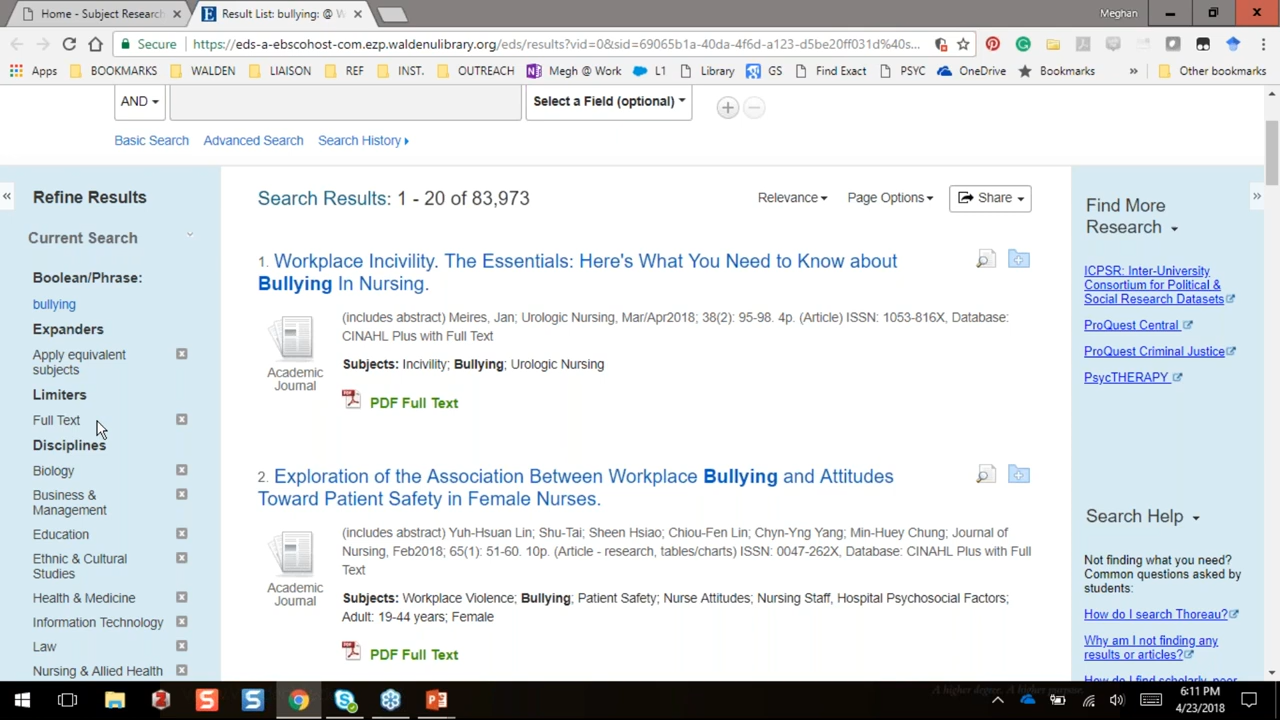 Home - Subject Research
Result List: bullying: @ W
Meghan
Secure
https://eds-a-ebscohost-com.ezp.waldenulibrary.org/eds/results?vid=0&sid=69065b1a-40da-4f6d-a123-d5be20ff031d%40s...
Apps
BOOKMARKS
WALDEN
LIAISON
REF
INST.
OUTREACH
Megh @ Work
L1
Library
GS
Find Exact
PSYC
OneDrive
Bookmarks
»
Other bookmarks
AND
Select a Field (optional)
Basic Search
Advanced Search
Search History
Refine Results
Current Search
Boolean/Phrase:
bullying
Expanders
Apply equivalent
subjects
Limiters
Full Text
Disciplines
Biology
Business &
Management
Education
Ethnic & Cultural
Studies
Health & Medicine
Information Technology
Law
Nursing & Allied Health
Search Results: 1 - 20 of 83,973
Relevance
Page Options
Share
1. Workplace Incivility. The Essentials: Here's What You Need to Know about
Bullying In Nursing.
Academic
Journal
(includes abstract) Meires, Jan; Urologic Nursing, Mar/Apr2018; 38(2): 95-98. 4p. (Article) ISSN: 1053-816X, Database:
CINAHL Plus with Full Text
Subjects: Incivility; Bullying; Urologic Nursing
PDF Full Text
2. Exploration of the Association Between Workplace Bullying and Attitudes
Toward Patient Safety in Female Nurses.
Academic
Journal
(includes abstract) Yuh-Hsuan Lin; Shu-Tai; Sheen Hsiao; Chiou-Fen Lin; Chyn-Yng Yang; Min-Huey Chung; Journal of
Nursing, Feb2018; 65(1): 51-60. 10p. (Article - research, tables/charts) ISSN: 0047-262X, Database: CINAHL Plus with Full
Text
Subjects: Workplace Violence; Bullying; Patient Safety; Nurse Attitudes; Nursing Staff, Hospital Psychosocial Factors;
Adult: 19-44 years; Female
PDF Full Text
Find More
Research
ICPSR: Inter-University
Consortium for Political &
Social Research Datasets
ProQuest Central
ProQuest Criminal Justice
PsycTHERAPY
Search Help
Not finding what you need?
Common questions asked by
students:
How do I search Thoreau?
Why am I not finding any
results or articles?
How do I find scholarly, peer
A higher degree. A higher purpose.
6:11 PM
4/23/2018